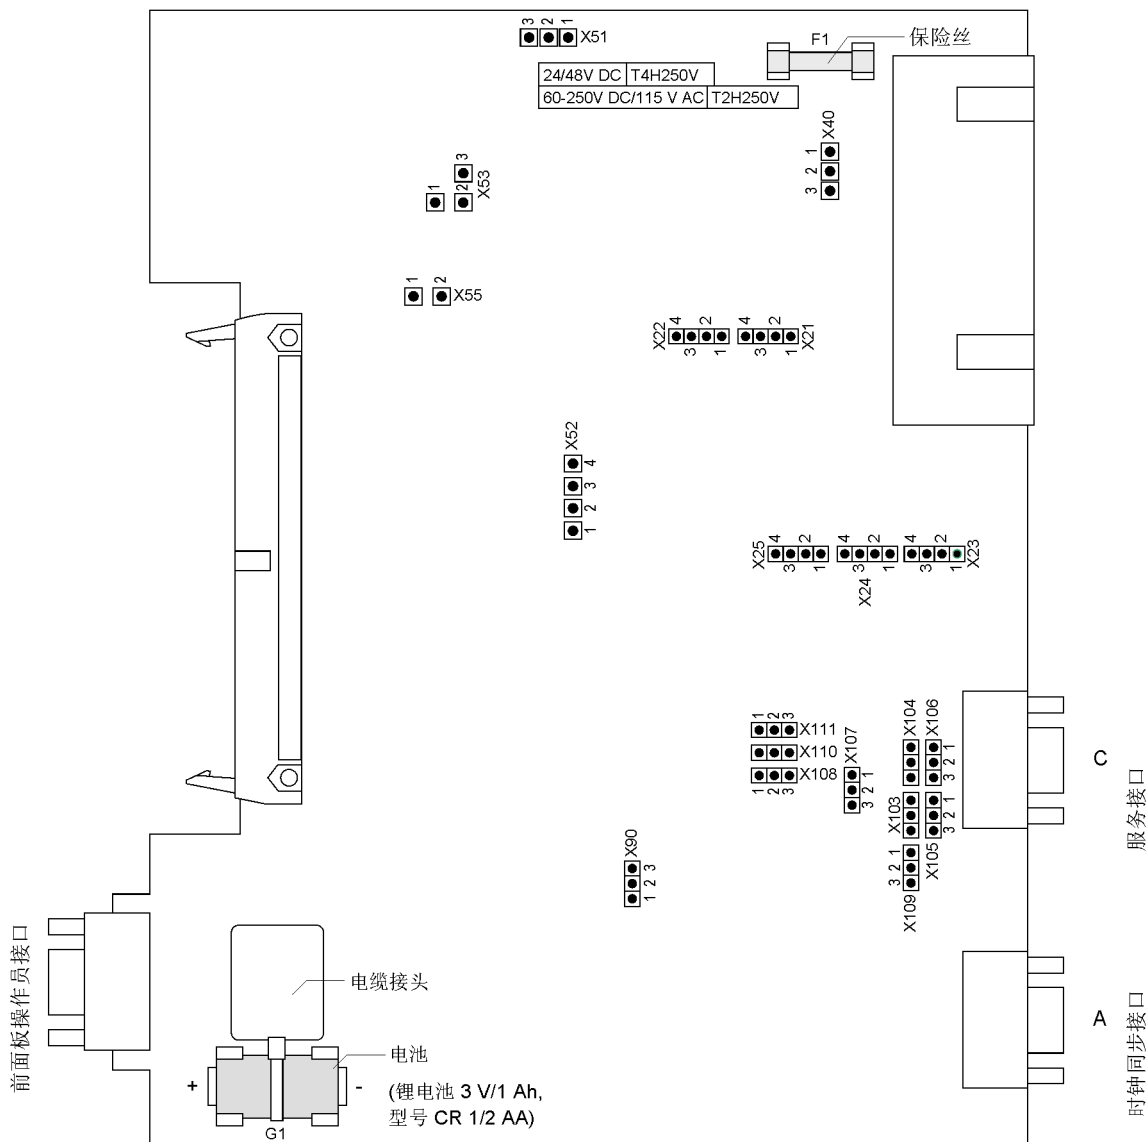 3 2 1
X51
F1
保险丝
24/48V DC T4H250V
60-250V DC/115 V AC T2H250V
X40
1
2
3
3
1 2
X53
1 2
X55
X22
4 2
3 1
4 2
3 1
X21
X52
4
3
2
1
X25
4 2
3 1
4 2
3 1
X24
4 2
3 1
X23
1 2 3
X111
X110
X108
1 2 3
X107
1
2
3
X104
X106
1
2
3
X103
1
2
3
X105
1
2
3
X109
C
服务接口
X90
3
2
1
前面板操作员接口
电缆接头
电池
+
-
(锂电池 3 V/1 Ah,
型号 CR 1/2 AA)
G1
A
时钟同步接口